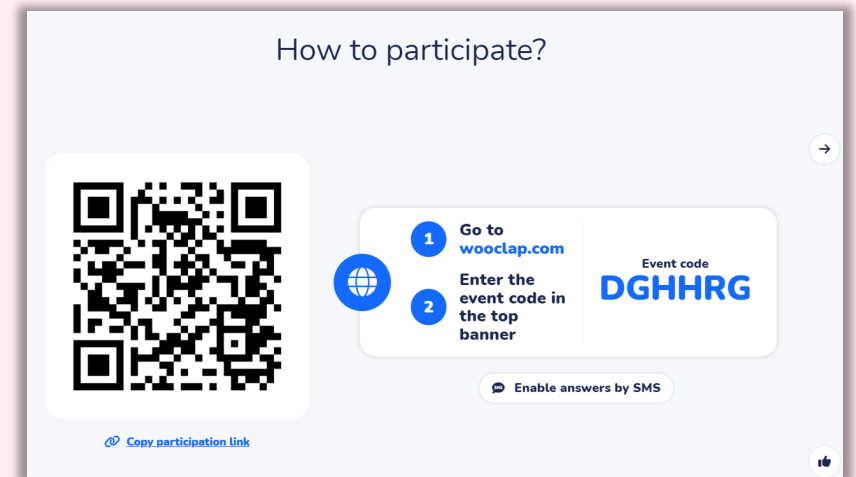 How to participate?
1
Go to
wooclap.com
2
Enter the
event code in
the top
banner
Event code
DGHHRG
SMS
Enable answers by SMS
Copy participation link